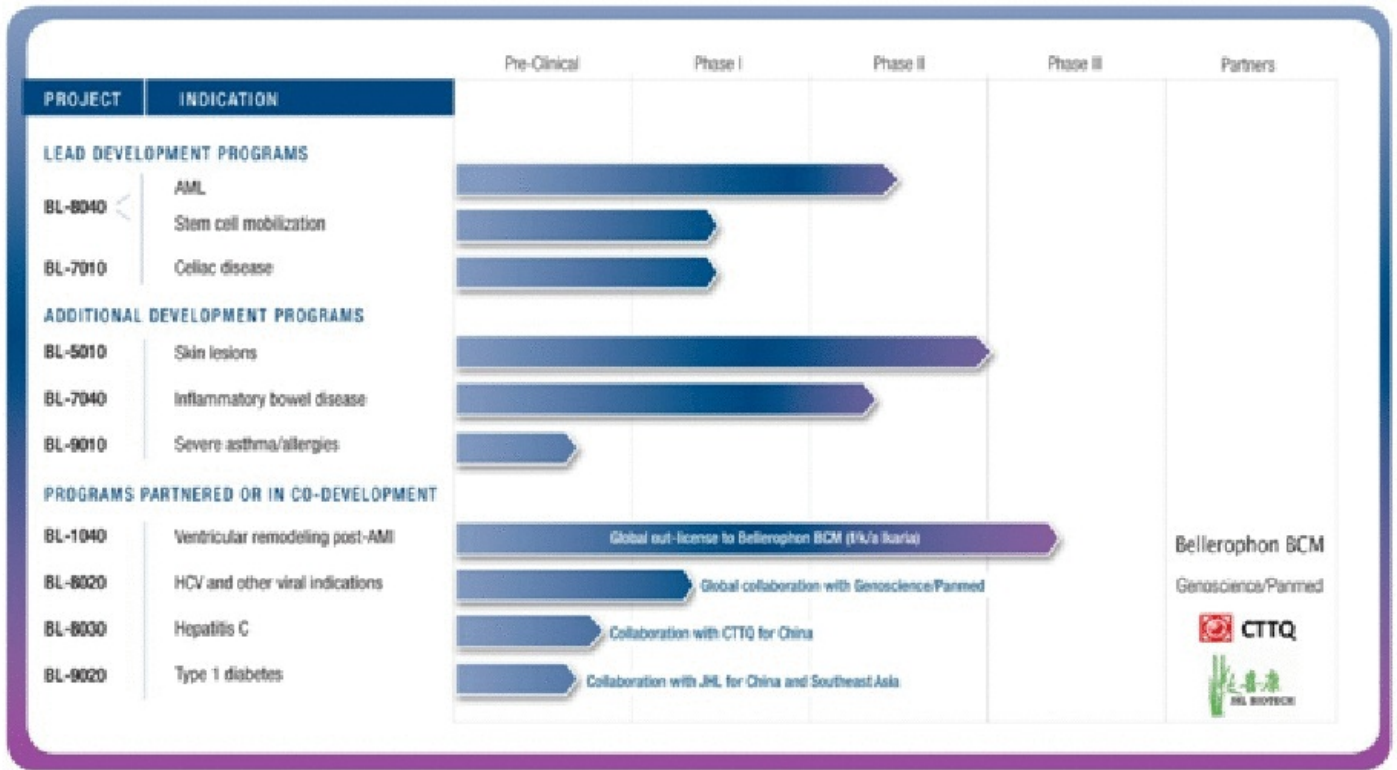 Pre-Clinical Phase I Phase II Phase III Partners
PROJECT INDICATION
LEAD DEVELOPMENT PROGRAMS
BL-8040 AML
Stem cell mobilization
BL-7010 Celiac disease
ADDITIONAL DEVELOPMENT PROGRAMS
BL-5010 Skin lesions
BL-7040 Inflammatory bowel disease
BL-9010 Severe asthma/allergies
PROGRAMS PARTNERED OR IN CO-DEVELOPMENT
BL-1040 Ventricular remodeling post-AMI Global out-license to Bellerophon BCM (f/k/a Ikaria) Bellerophon BCM
BL-8020 HCV and other viral indications Global collaboration with Genoscience/Panmed Genoscience/Panmed
BL-8030 Hepatitis C Collaboration with CTTQ for China CTTQ
BL-9020 Type 1 diabetes Collaboration with JHL for China and Southeast Asia
JHL BIOTECH